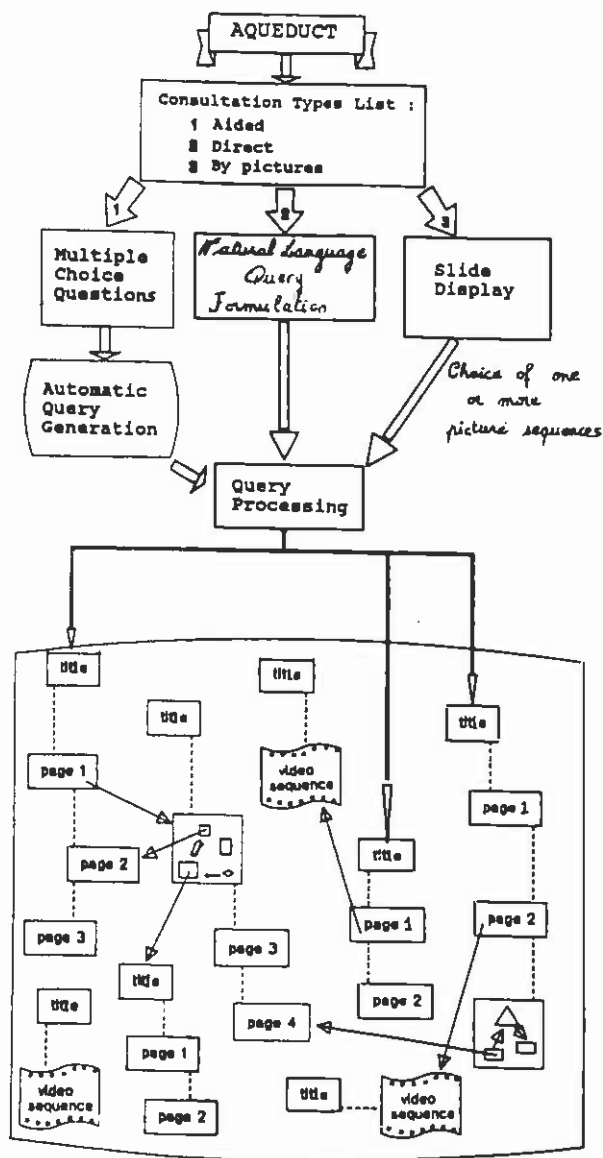 AQUEDUCT
Consultation Types List :
1 Aided
2 Direct
3 By pictures
1
2
3
Multiple
Choice
Questions
Natural Language
Query
Formulation
Slide
Display
Automatic
Query
Generation
Choice of one
or more
picture sequences
Query
Processing
title
title
title
title
page 1
video
sequence
page 1
page 2
title
page 3
page 1
page 2
page 3
title
title
page 2
page 4
page 1
video
sequence
page 2
title
video
sequence